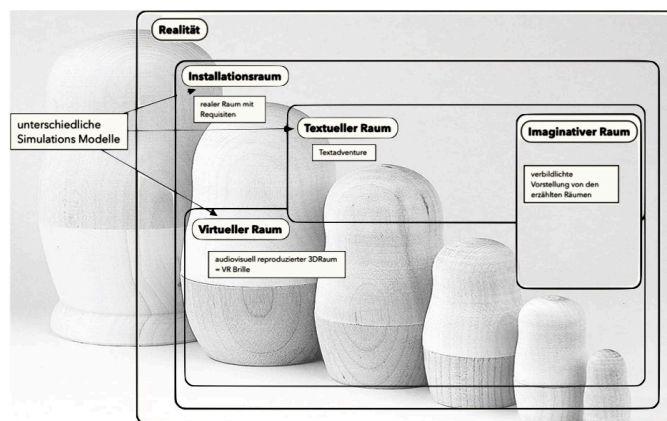 Realität
Installationsraum
realer Raum mit
Requisiten
unterschiedliche
Simulations Modelle
Textueller Raum
Textadventure
Imaginativer Raum
verbildlichte
Vorstellung von den
erzählten Räumen
Virtueller Raum
audiovisuell reproduzierter 3DRaum
= VR Brille